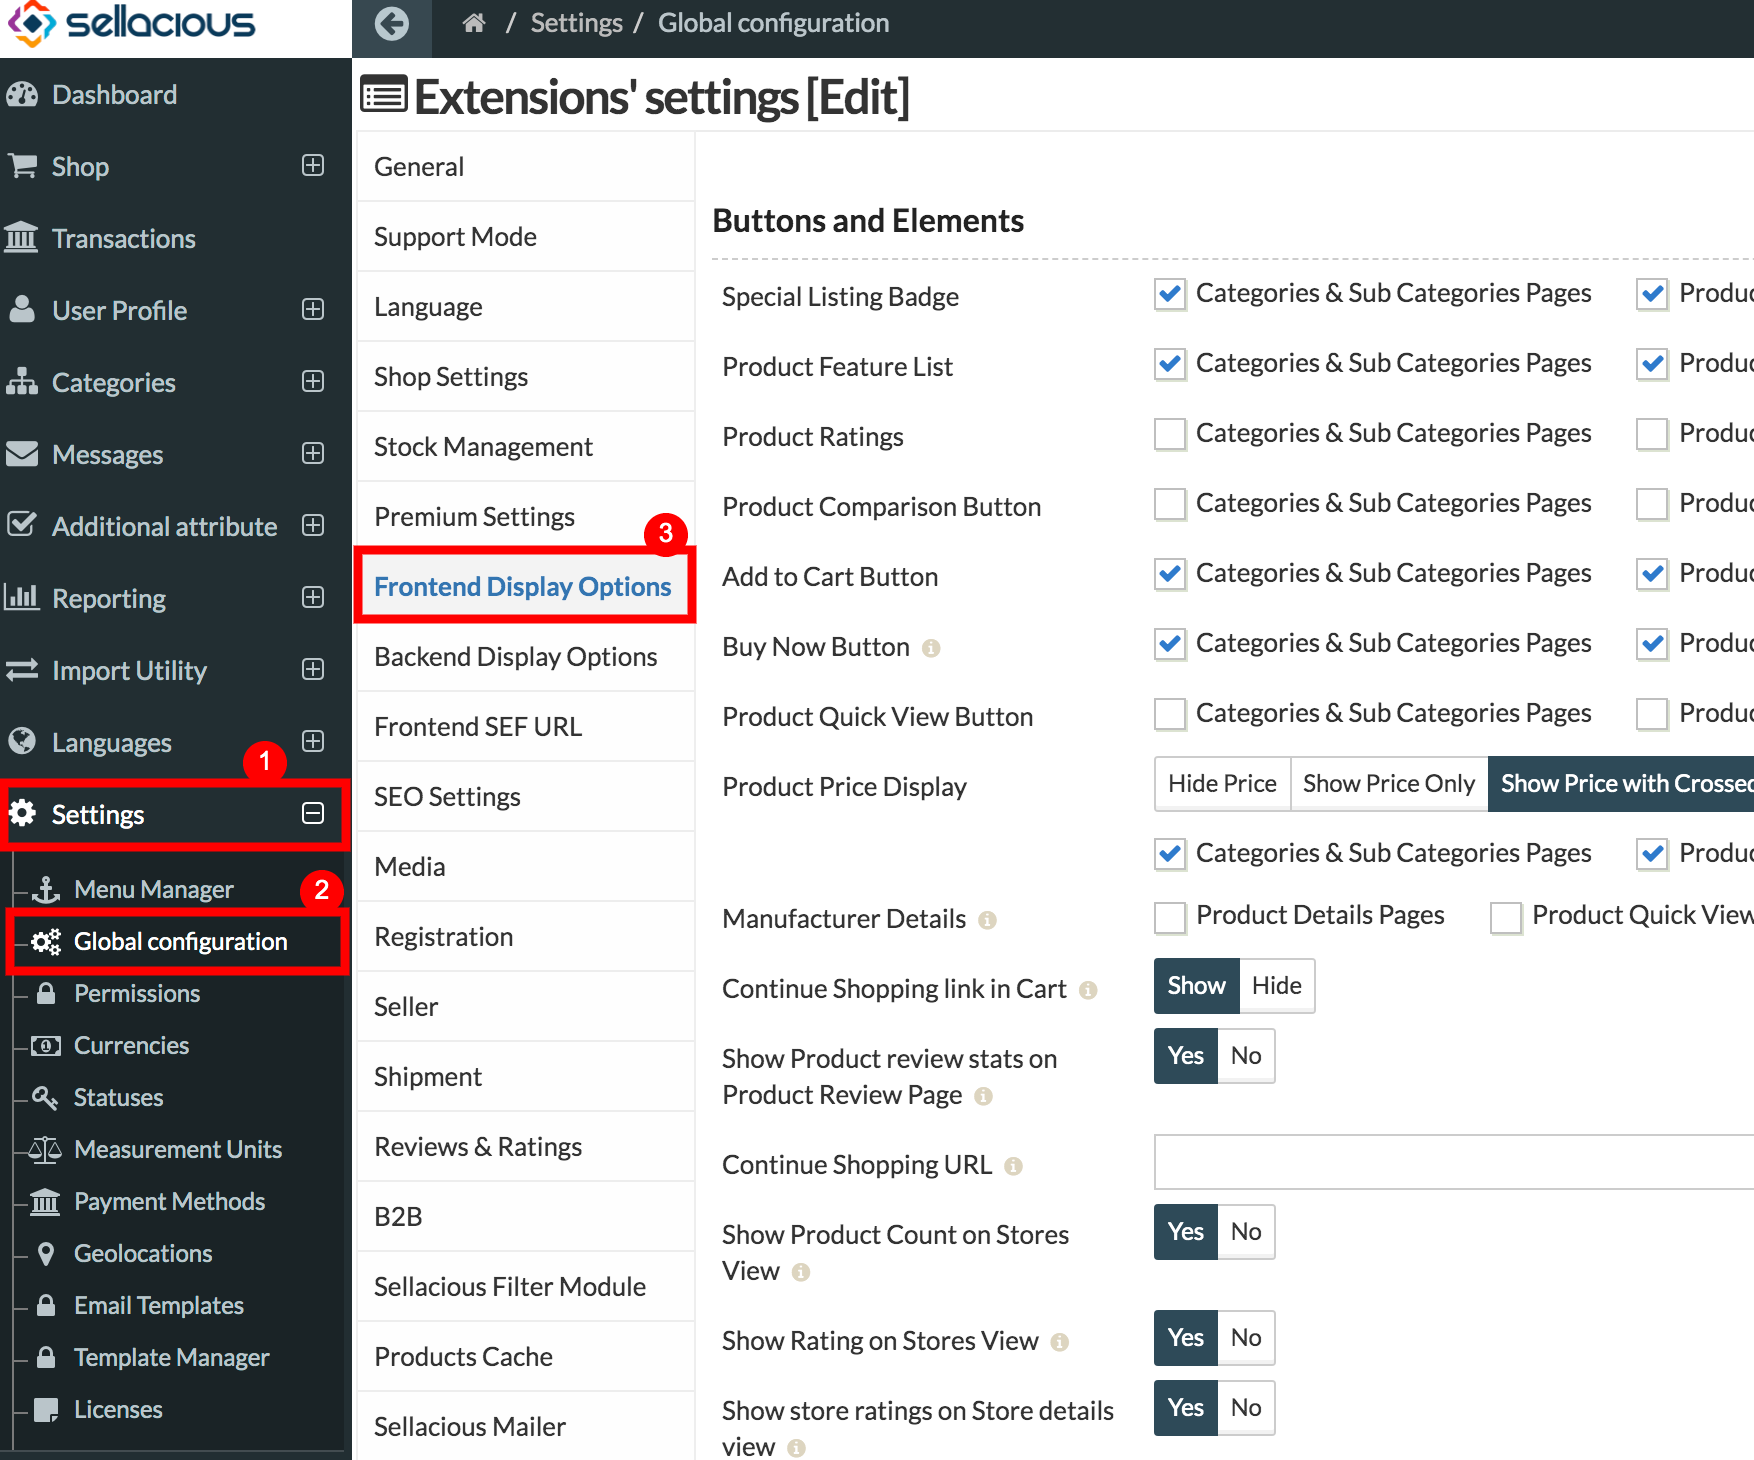 sellacious
/ Settings / Global configuration
Dashboard
Shop
Transactions
User Profile
Categories
Messages
Additional attribute
Reporting
Import Utility
Languages
1
Settings
Menu Manager
2
Global configuration
Permissions
Currencies
Statuses
Measurement Units
Payment Methods
Geolocations
Email Templates
Template Manager
Licenses
Extensions' settings [Edit]
General
Support Mode
Language
Shop Settings
Stock Management
Premium Settings
3
Frontend Display Options
Backend Display Options
Frontend SEF URL
SEO Settings
Media
Registration
Seller
Shipment
Reviews & Ratings
B2B
Sellacious Filter Module
Products Cache
Sellacious Mailer
Buttons and Elements
Special Listing Badge Categories & Sub Categories Pages Produc
Product Feature List Categories & Sub Categories Pages Produc
Product Ratings Categories & Sub Categories Pages Produc
Product Comparison Button Categories & Sub Categories Pages Produc
Add to Cart Button Categories & Sub Categories Pages Produc
Buy Now Button Categories & Sub Categories Pages Produc
Product Quick View Button Categories & Sub Categories Pages Produc
Product Price Display Hide Price Show Price Only Show Price with Crossed
Categories & Sub Categories Pages Produc
Manufacturer Details Product Details Pages Product Quick View
Continue Shopping link in Cart Show Hide
Show Product review stats on
Product Review Page Yes No
Continue Shopping URL
Show Product Count on Stores
View Yes No
Show Rating on Stores View Yes No
Show store ratings on Store details
view Yes No